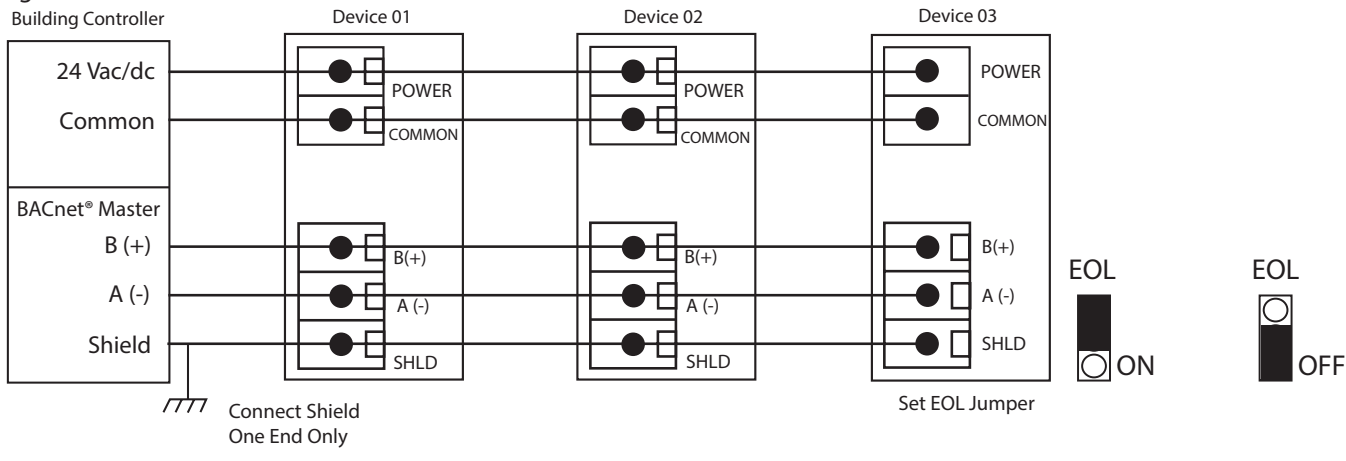 Building Controller
24 Vac/dc
Common
BACnet® Master
B (+)
A (-)
Shield
Connect Shield
One End Only
Device 01
POWER
COMMON
B(+)
A (-)
SHLD
Device 02
POWER
COMMON
B(+)
A (-)
SHLD
Device 03
POWER
COMMON
B(+)
A (-)
SHLD
Set EOL Jumper
EOL
ON
EOL
OFF